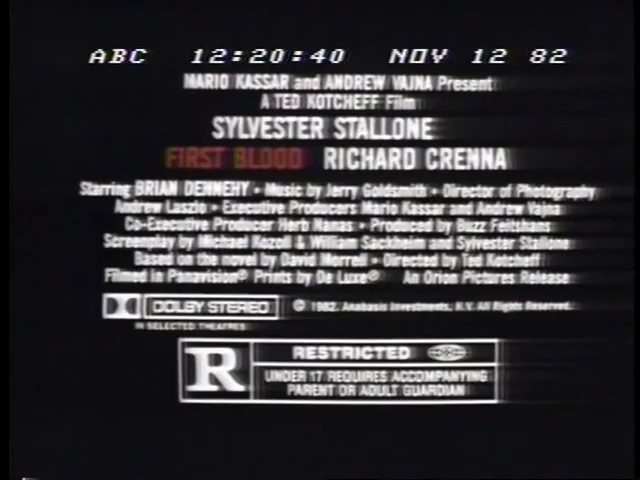 ABC 12:20:40 NOV 12 82
MARIO KASSAR and ANDREW VAJNA Present
A TED KOTCHEFF Film
SYLVESTER STALLONE
FIRST BLOOD RICHARD CRENNA
Starring BRIAN DENNEHY • Music by Jerry Goldsmith • Director of Photography
Andrew Laszlo • Executive Producers Mario Kassar and Andrew Vajna
Co-Executive Producer Herb Nanas • Produced by Buzz Feitshans
Screenplay by Michael Kozoll & William Sackheim and Sylvester Stallone
Based on the novel by David Morrell • Directed by Ted Kotcheff
Filmed in Panavision® Prints by De Luxe® An Orion Pictures Release
DOLBY STEREO © 1982, Anabasis Investments, N.V. All Rights Reserved.
IN SELECTED THEATRES
R RESTRICTED
UNDER 17 REQUIRES ACCOMPANYING
PARENT OR ADULT GUARDIAN